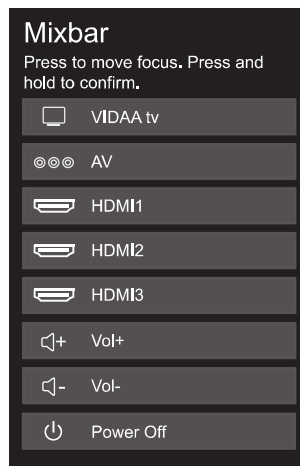 Mixbar
Press to move focus. Press and
hold to confirm.
VIDAA tv
AV
HDMI1
HDMI2
HDMI3
Vol+
Vol-
Power Off